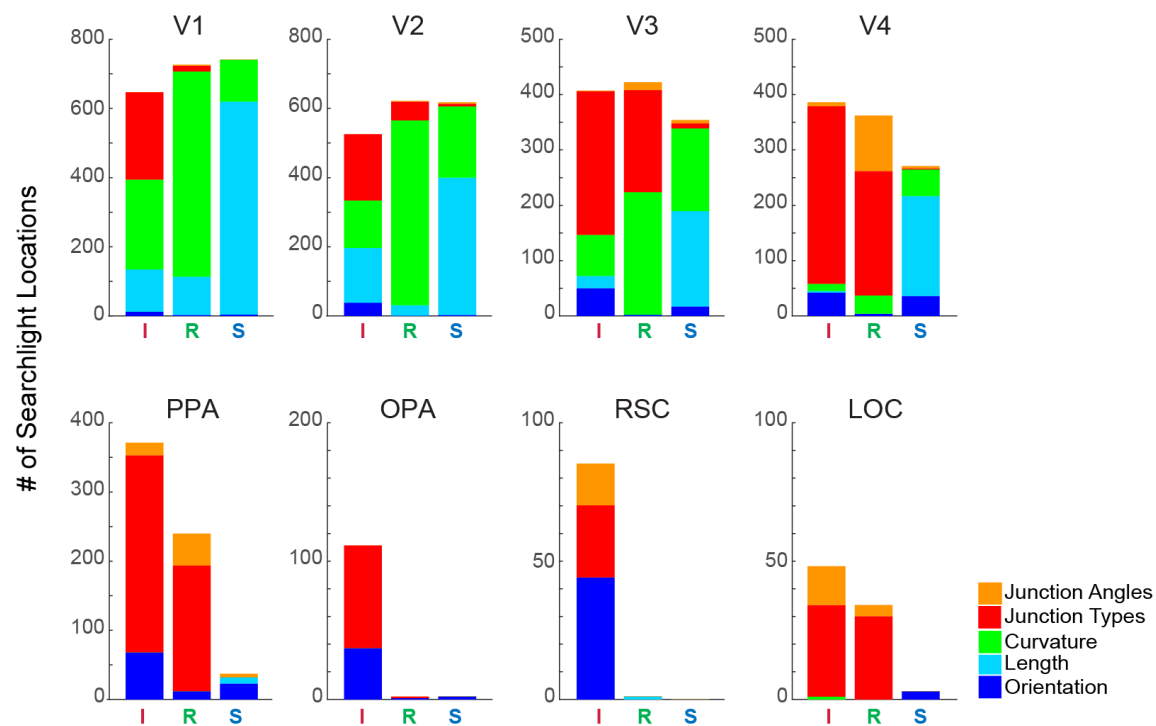 V1
V2
V3
V4
800
600
400
200
0
I R S
800
600
400
200
0
I R S
500
400
300
200
100
0
I R S
500
400
300
200
100
0
I R S
# of Searchlight Locations
PPA
OPA
RSC
LOC
400
300
200
100
0
I R S
200
100
0
I R S
100
50
0
I R S
100
50
0
I R S
Junction Angles
Junction Types
Curvature
Length
Orientation